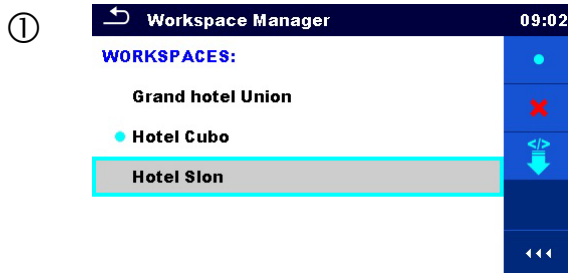 ①
Workspace Manager 09:02
WORKSPACES:
Grand hotel Union
Hotel Cubo
Hotel Slon